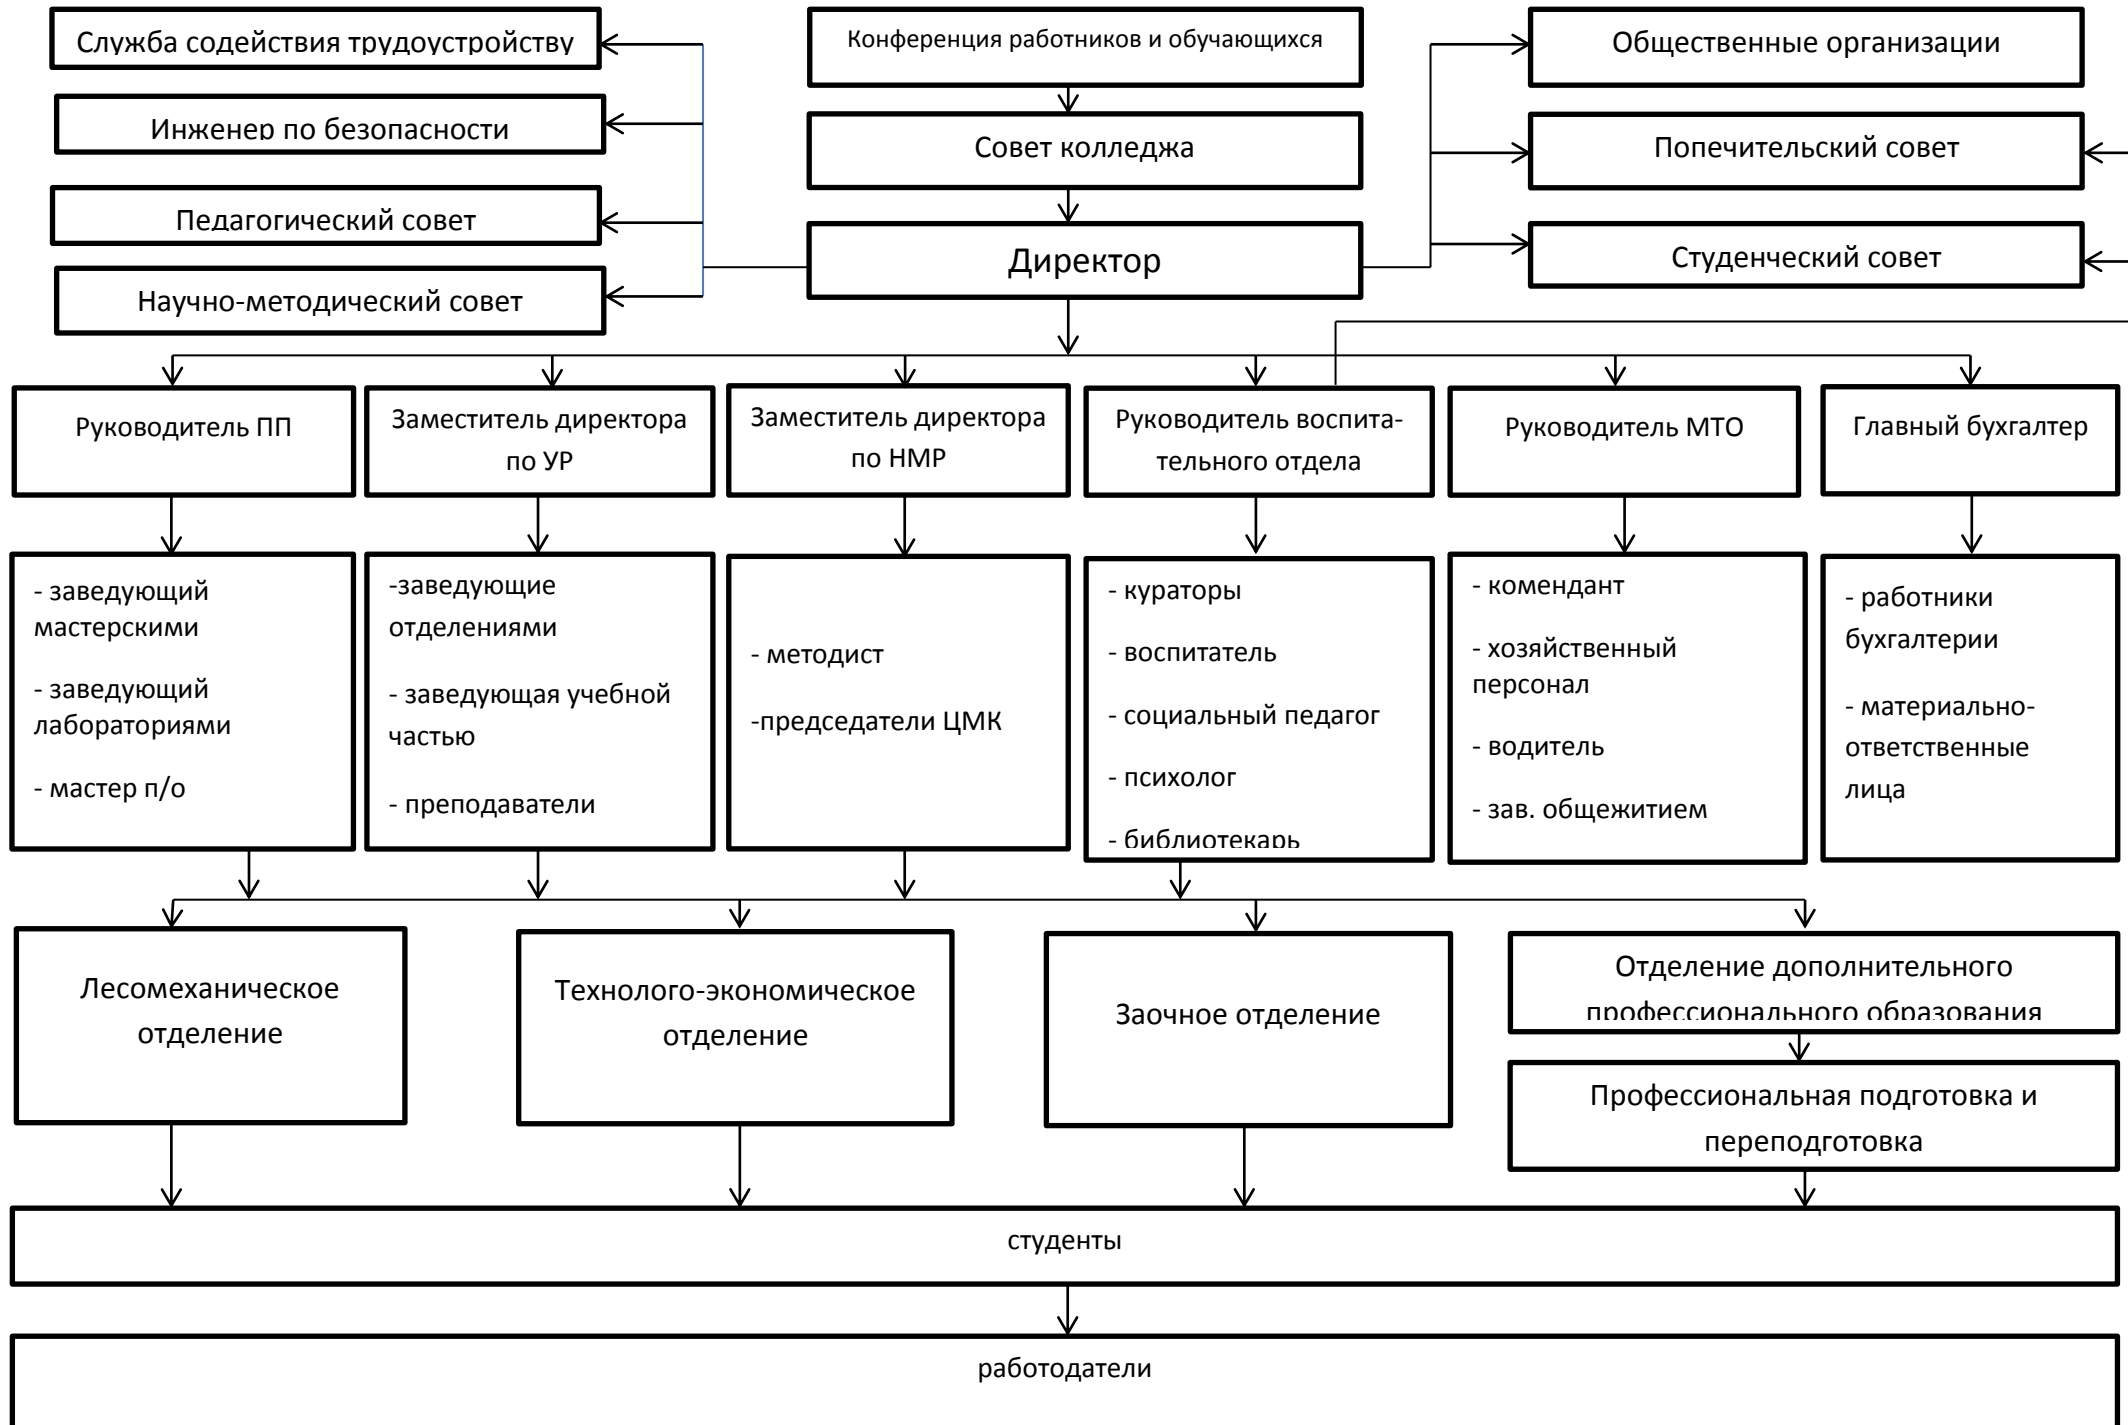 Служба содействия трудоустройству
Конференция работников и обучающихся
Общественные организации
Инженер по безопасности
Совет колледжа
Попечительский совет
Педагогический совет
Директор
Студенческий совет
Научно-методический совет
Руководитель ПП
Заместитель директора
по УР
Заместитель директора
по НМР
Руководитель воспита-
тельного отдела
Руководитель МТО
Главный бухгалтер
- заведующий
мастерскими
- заведующий
лабораториями
- мастер п/о
-заведующие
отделениями
- заведующая учебной
частью
- преподаватели
- методист
-председатели ЦМК
- кураторы
- воспитатель
- социальный педагог
- психолог
- библиотекарь
- комендант
- хозяйственный
персонал
- водитель
- зав. общежитием
- работники
бухгалтерии
- материально-
ответственные
лица
Лесомеханическое
отделение
Технолого-экономическое
отделение
Заочное отделение
Отделение дополнительного
профессионального образования
Профессиональная подготовка и
переподготовка
студенты
работодатели